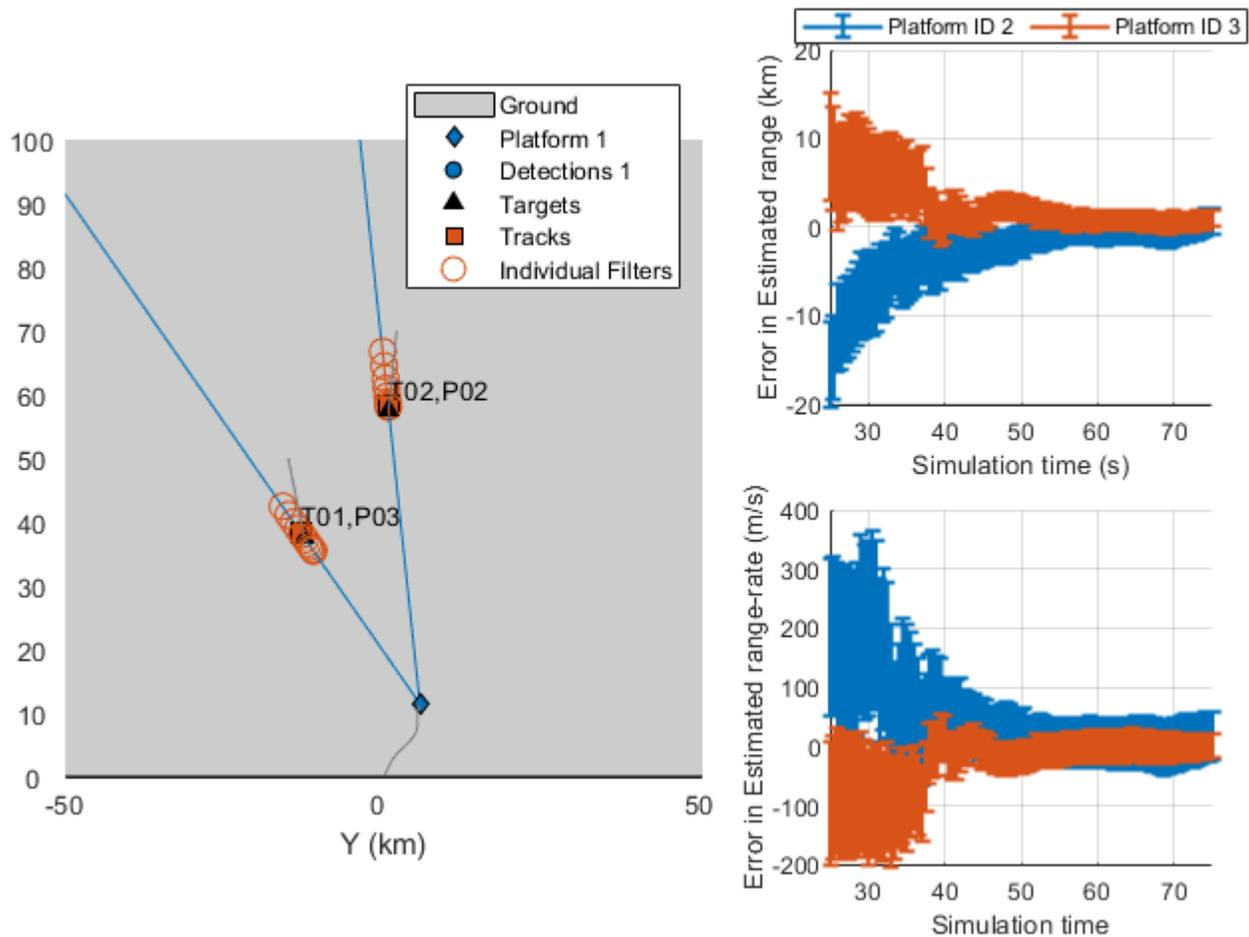 Ground
Platform 1
Detections 1
Targets
Tracks
Individual Filters
100
90
80
70
60
50
40
30
20
10
0
T02,P02
T01,P03
-50
0
50
Y (km)
Platform ID 2
Platform ID 3
Error in Estimated range (km)
20
10
0
-10
-20
30
40
50
60
70
Simulation time (s)
Error in Estimated range-rate (m/s)
400
300
200
100
0
-100
-200
30
40
50
60
70
Simulation time